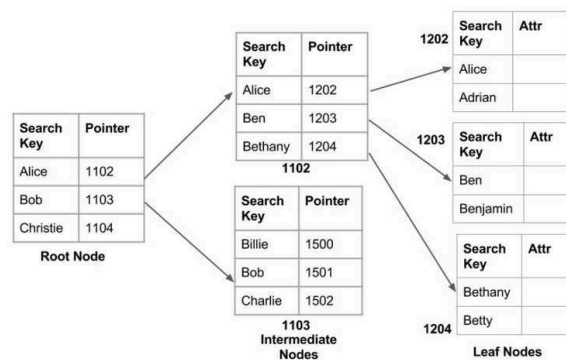 Search Key Pointer
Alice 1102
Bob 1103
Christie 1104
Root Node
Search Key Pointer
Alice 1202
Ben 1203
Bethany 1204
1102
Search Key Pointer
Billie 1500
Bob 1501
Charlie 1502
1103
Intermediate
Nodes
1202
Search Key Attr
Alice
Adrian
1203
Search Key Attr
Ben
Benjamin
Search Key Attr
Bethany
Betty
1204
Leaf Nodes